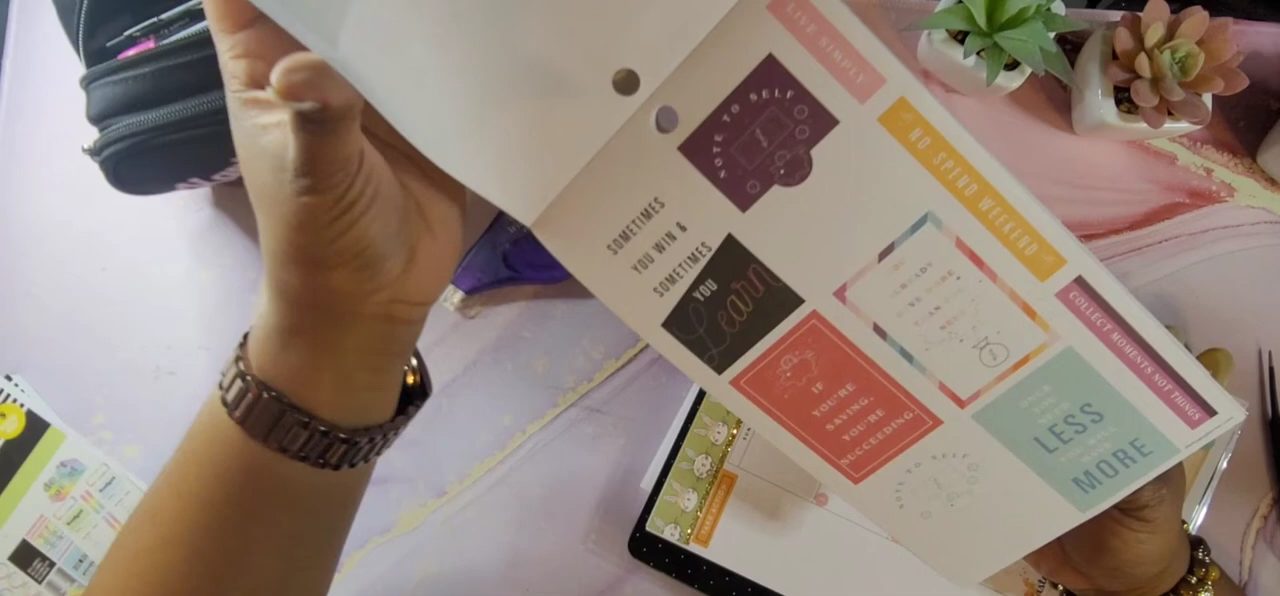 LIVE SIMPLY
NOTE TO SELF
NO-SPEND WEEKEND
SOMETIMES
YOU WIN &
SOMETIMES
YOU
Learn
COLLECT MOMENTS NOT THINGS
IF
YOU'RE
SAVING,
YOU'RE
SUCCEEDING.
LESS
MORE
NOTE TO SELF